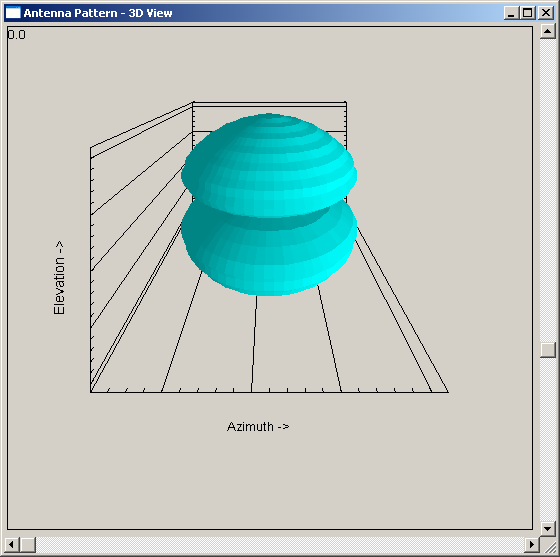 Antenna Pattern - 3D View
0.0
Elevation ->
Azimuth ->